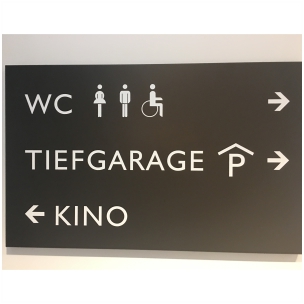 WC →
TIEFGARAGE P →
← KINO